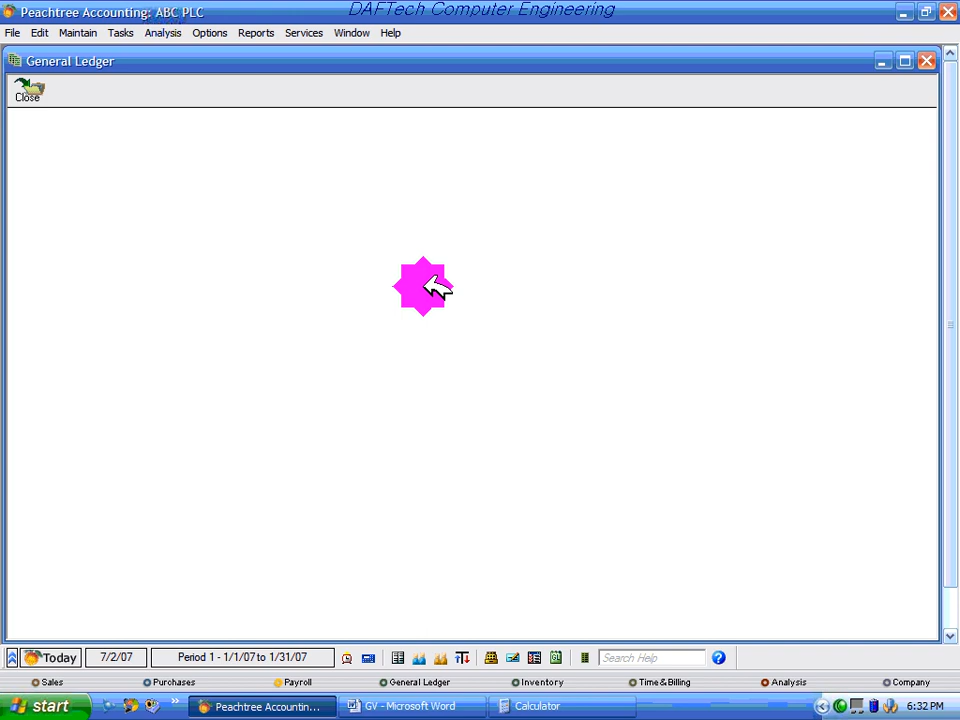 Peachtree Accounting: ABC PLC
DAFTech Computer Engineering
File Edit Maintain Tasks Analysis Options Reports Services Window Help
General Ledger
Close
Today 7/2/07 Period 1 - 1/1/07 to 1/31/07 Search Help
Sales Purchases Payroll General Ledger Inventory Time & Billing Analysis Company
start Peachtree Accountin... GV - Microsoft Word Calculator 6:32 PM